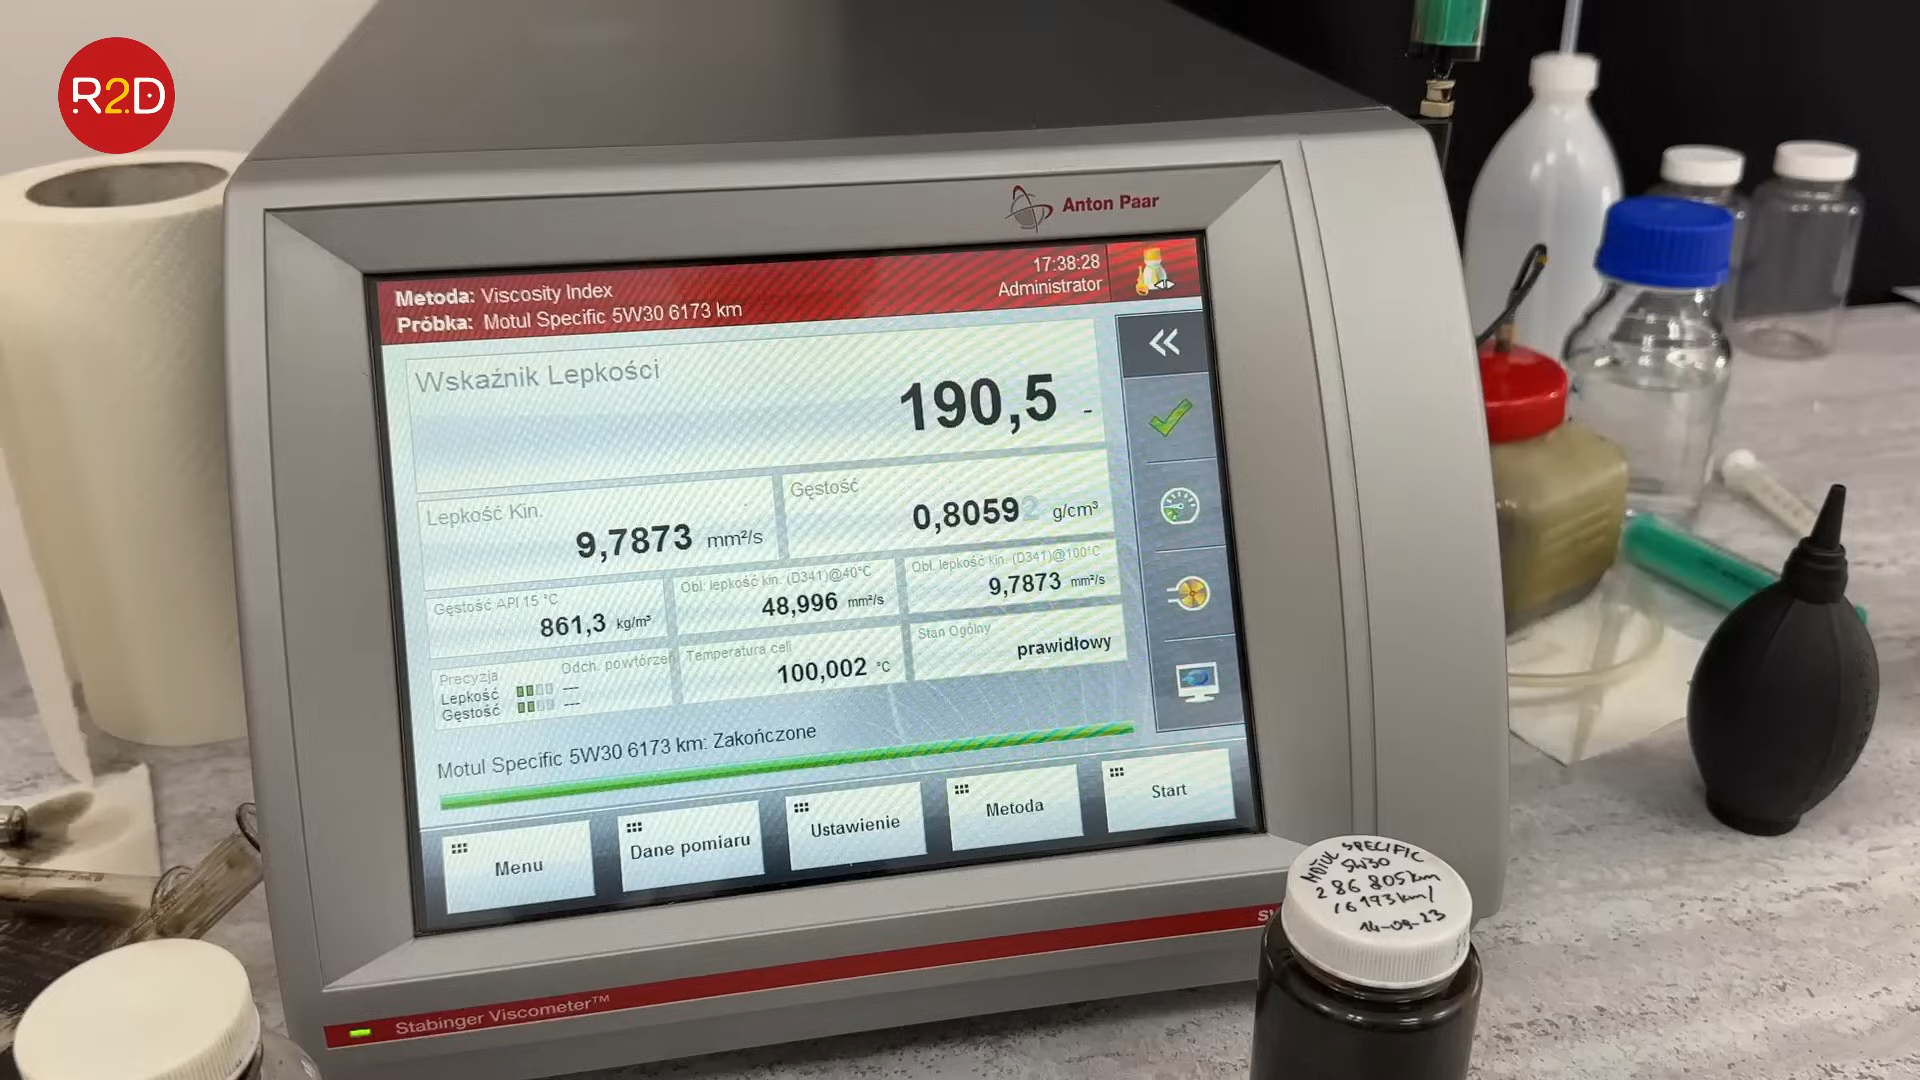 R2D
Anton Paar
Metoda: Viscosity Index
Próbka: Motul Specific 5W30 6173 km
17:38:28
Administrator
Wskaźnik Lepkości
190,5 -
Lepkość Kin.
9,7873 mm²/s
Gęstość
0,80592 g/cm³
Gęstość API 15 °C
861,3 kg/m³
Obl. lepkość kin. (D341)@40°C
48,996 mm²/s
Obl. lepkość kin. (D341)@100°C
9,7873 mm²/s
Precyzja Odch. powtórzeń
Lepkość ---
Gęstość ---
Temperatura celi
100,002 °C
Stan Ogólny
prawidłowy
Motul Specific 5W30 6173 km: Zakończone
Menu
Dane pomiaru
Ustawienie
Metoda
Start
Stabinger Viscometer™
MOTUL SPECIFIC
5W30
286 805km
/6173km/
14-09-23